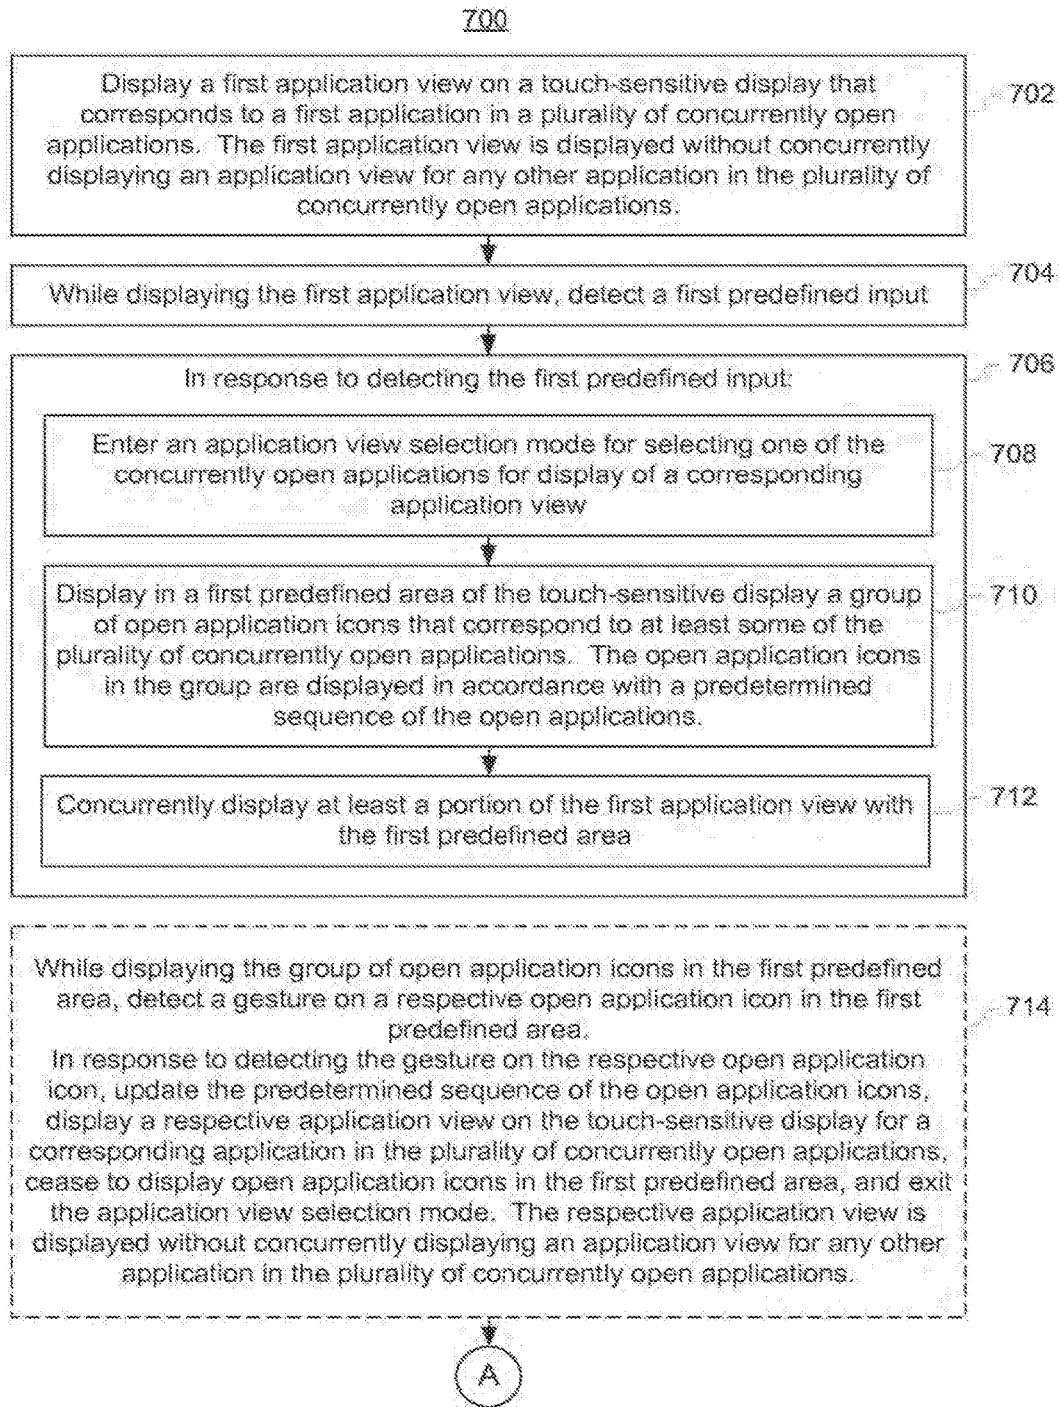 700
Display a first application view on a touch-sensitive display that
corresponds to a first application in a plurality of concurrently open
applications. The first application view is displayed without concurrently
displaying an application view for any other application in the plurality of
concurrently open applications.
702
While displaying the first application view, detect a first predefined input
704
In response to detecting the first predefined input:
706
Enter an application view selection mode for selecting one of the
concurrently open applications for display of a corresponding
application view
708
Display in a first predefined area of the touch-sensitive display a group
of open application icons that correspond to at least some of the
plurality of concurrently open applications. The open application icons
in the group are displayed in accordance with a predetermined
sequence of the open applications.
710
Concurrently display at least a portion of the first application view with
the first predefined area
712
While displaying the group of open application icons in the first predefined
area, detect a gesture on a respective open application icon in the first
predefined area.
In response to detecting the gesture on the respective open application
icon, update the predetermined sequence of the open application icons,
display a respective application view on the touch-sensitive display for a
corresponding application in the plurality of concurrently open applications,
cease to display open application icons in the first predefined area, and exit
the application view selection mode. The respective application view is
displayed without concurrently displaying an application view for any other
application in the plurality of concurrently open applications.
714
A